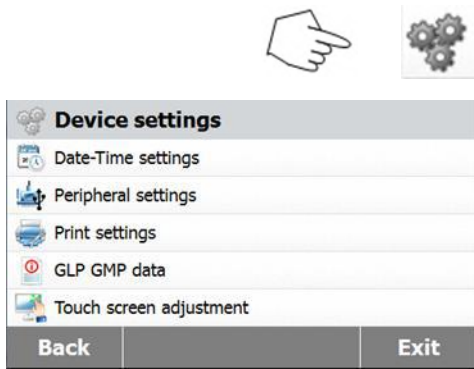 Device settings
Date-Time settings
Peripheral settings
Print settings
GLP GMP data
Touch screen adjustment
Back Exit